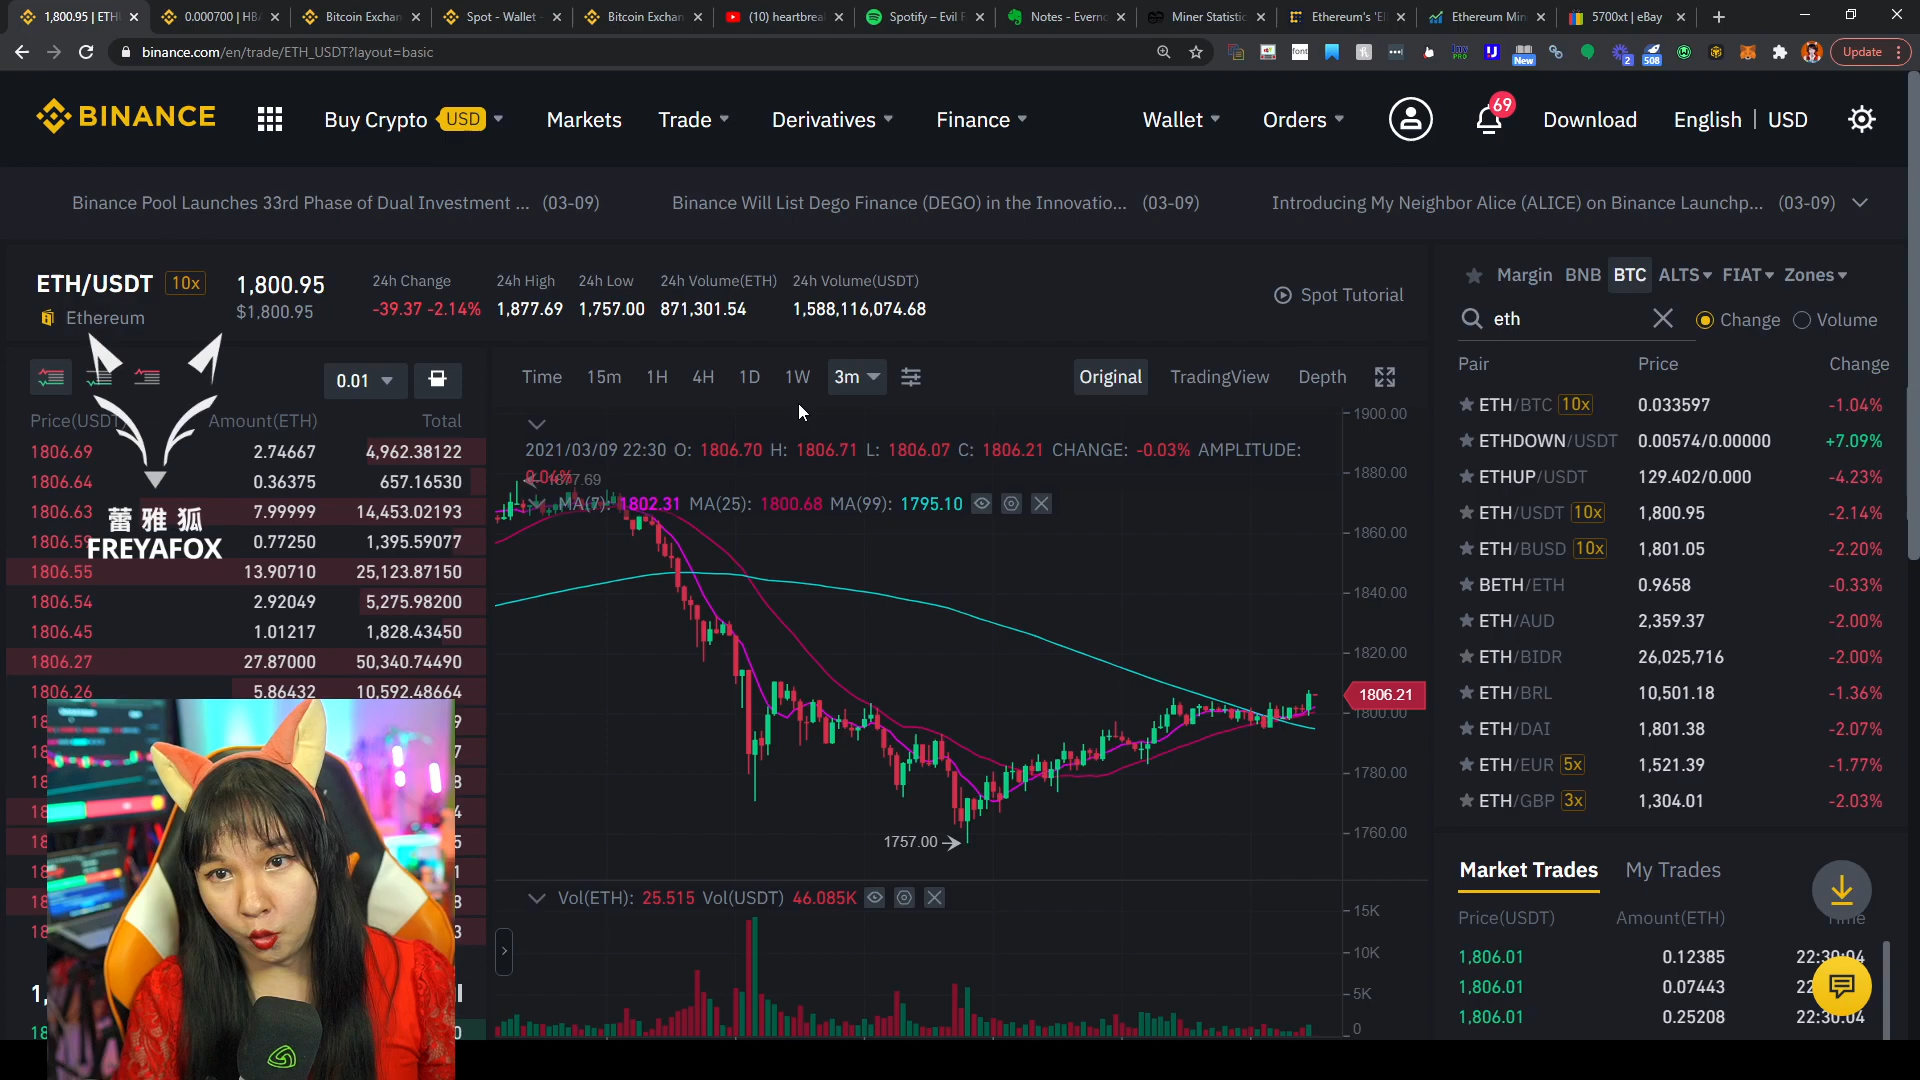 1,800.95 | ETH
0.000700 | HB
Bitcoin Exchan
Spot - Wallet
Bitcoin Exchan
(10) heartbrea
Spotify – Evil F
Notes - Evern
Miner Statistic
Ethereum's 'E
Ethereum Min
5700xt | eBay
binance.com/en/trade/ETH_USDT?layout=basic
New
2
508
Update
BINANCE
Buy Crypto USD
Markets
Trade
Derivatives
Finance
Wallet
Orders
69
Download
English | USD
Binance Pool Launches 33rd Phase of Dual Investment ... (03-09)
Binance Will List Dego Finance (DEGO) in the Innovatio... (03-09)
Introducing My Neighbor Alice (ALICE) on Binance Launchp... (03-09)
ETH/USDT 10x
Ethereum
1,800.95
$1,800.95
24h Change
-39.37 -2.14%
24h High
1,877.69
24h Low
1,757.00
24h Volume(ETH)
871,301.54
24h Volume(USDT)
1,588,116,074.68
Spot Tutorial
0.01
Price(USDT) Amount(ETH) Total
1806.69 2.74667 4,962.38122
1806.64 0.36375 657.16530
1806.63 7.99999 14,453.02193
1806.59 0.77250 1,395.59077
1806.55 13.90710 25,123.87150
1806.54 2.92049 5,275.98200
1806.45 1.01217 1,828.43450
1806.27 27.87000 50,340.74490
1806.26 5.86432 10,592.48664
蕾雅狐
FREYAFOX
Time 15m 1H 4H 1D 1W 3m
Original TradingView Depth
2021/03/09 22:30 O: 1806.70 H: 1806.71 L: 1806.07 C: 1806.21 CHANGE: -0.03% AMPLITUDE:
0.04%
1877.69
MA(7): 1802.31 MA(25): 1800.68 MA(99): 1795.10
1900.00
1880.00
1860.00
1840.00
1820.00
1806.21
1800.00
1780.00
1760.00
1757.00
Vol(ETH): 25.515 Vol(USDT) 46.085K
15K
10K
5K
0
Margin BNB BTC ALTS FIAT Zones
eth
Change Volume
Pair Price Change
ETH/BTC 10x 0.033597 -1.04%
ETHDOWN/USDT 0.00574/0.00000 +7.09%
ETHUP/USDT 129.402/0.000 -4.23%
ETH/USDT 10x 1,800.95 -2.14%
ETH/BUSD 10x 1,801.05 -2.20%
BETH/ETH 0.9658 -0.33%
ETH/AUD 2,359.37 -2.00%
ETH/BIDR 26,025,716 -2.00%
ETH/BRL 10,501.18 -1.36%
ETH/DAI 1,801.38 -2.07%
ETH/EUR 5x 1,521.39 -1.77%
ETH/GBP 3x 1,304.01 -2.03%
Market Trades My Trades
Price(USDT) Amount(ETH) Time
1,806.01 0.12385 22:30:04
1,806.01 0.07443 22
1,806.01 0.25208 22:30:04